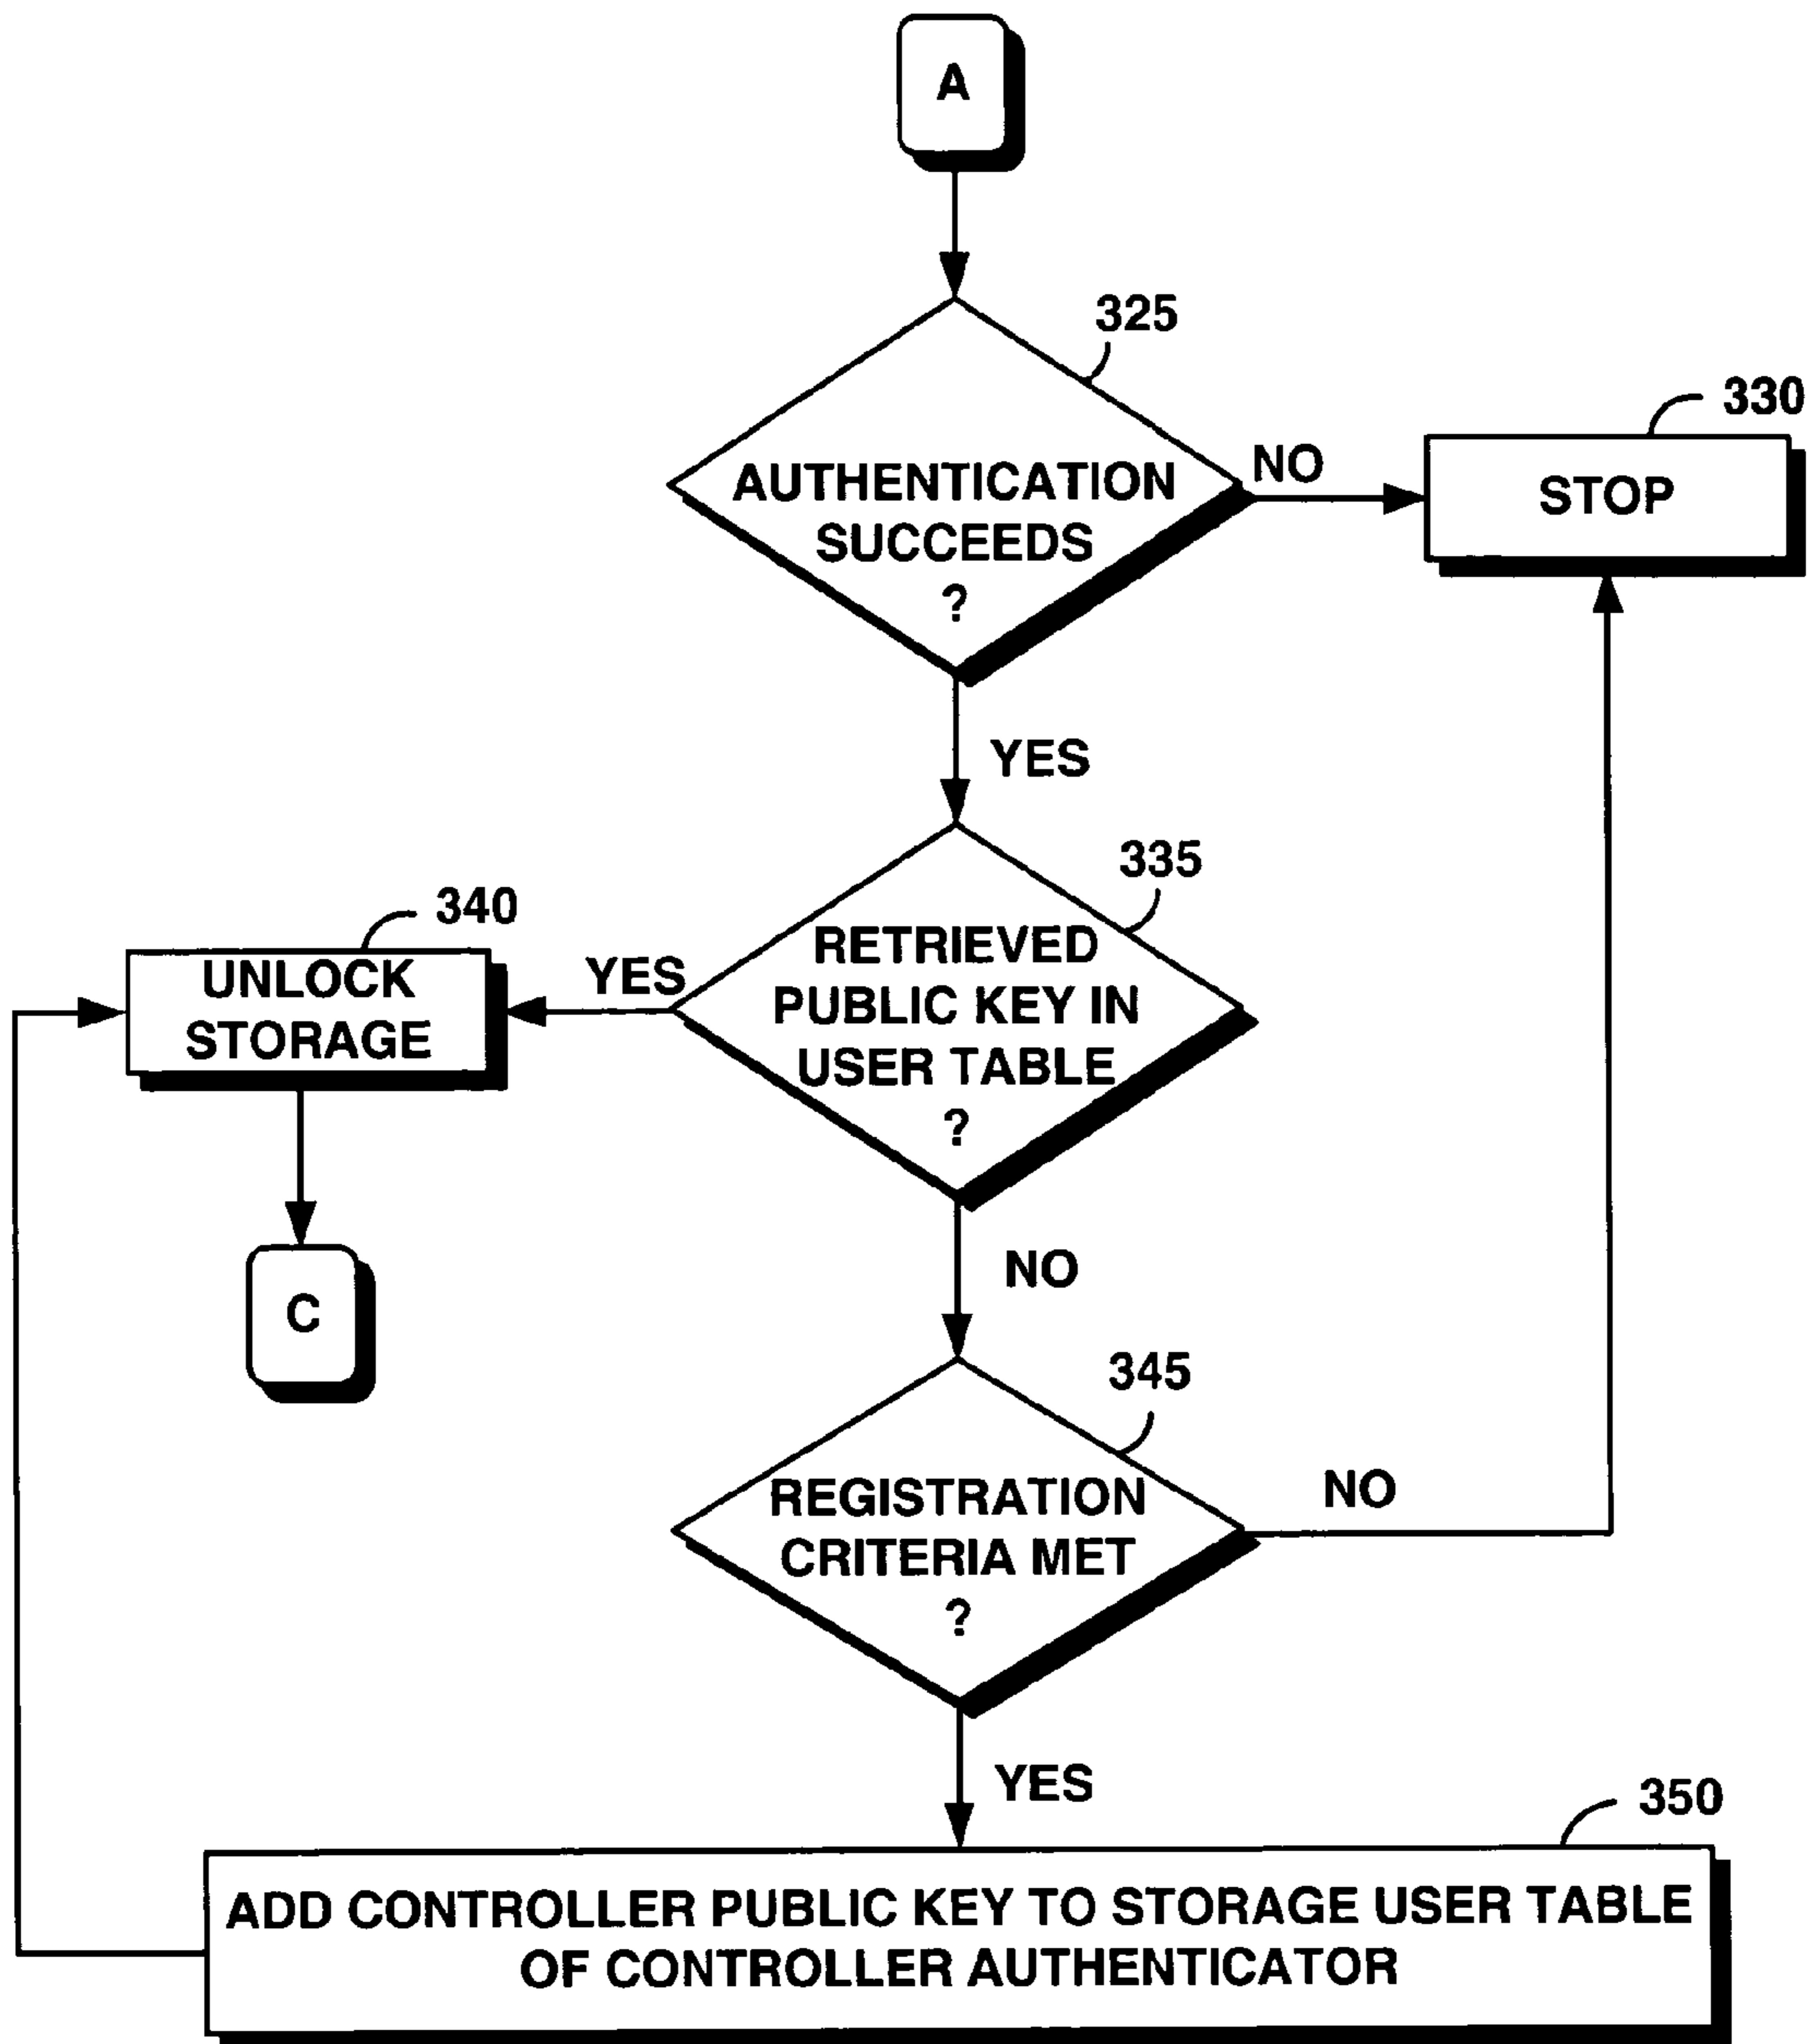 A
325
AUTHENTICATION
SUCCEEDS
?
NO
330
STOP
YES
335
RETRIEVED
PUBLIC KEY IN
USER TABLE
?
YES
340
UNLOCK
STORAGE
C
NO
345
REGISTRATION
CRITERIA MET
?
NO
YES
350
ADD CONTROLLER PUBLIC KEY TO STORAGE USER TABLE
OF CONTROLLER AUTHENTICATOR